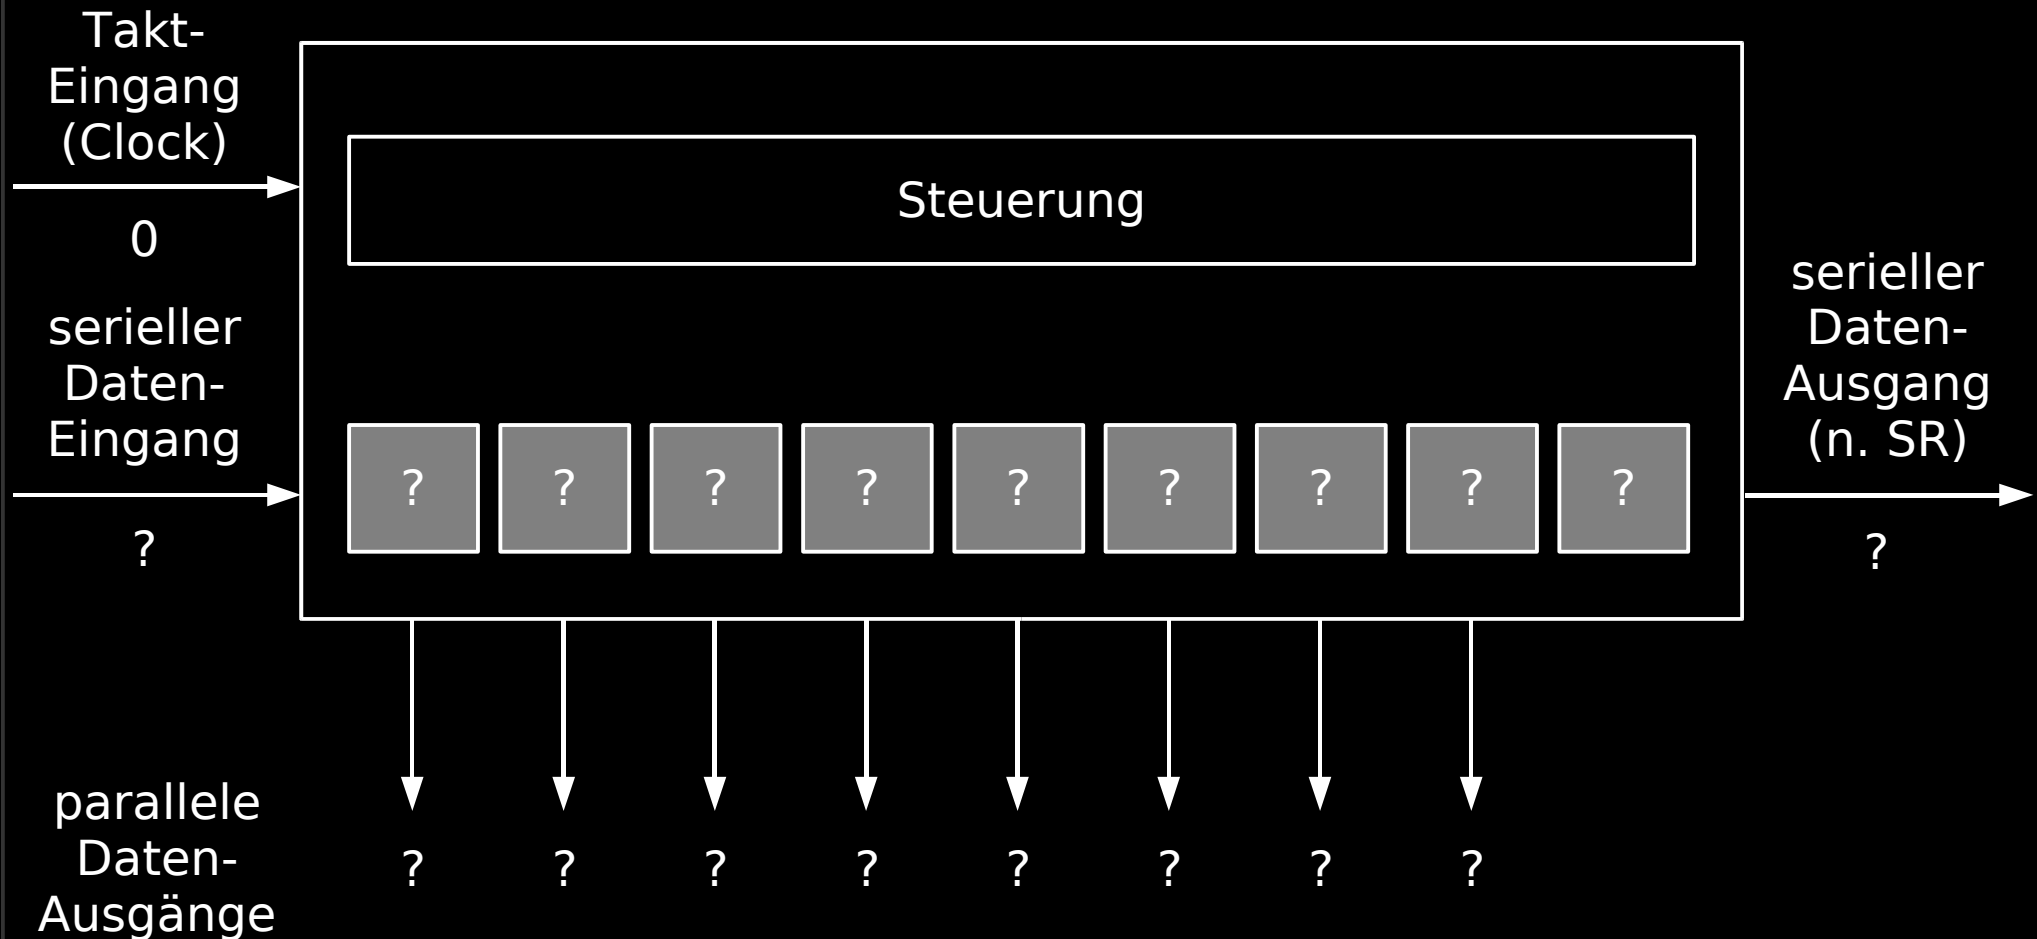 Takt-
Eingang
(Clock)
0
serieller
Daten-
Eingang
?
Steuerung
? ? ? ? ? ? ? ? ?
serieller
Daten-
Ausgang
(n. SR)
?
parallele
Daten-
Ausgänge
? ? ? ? ? ? ? ?